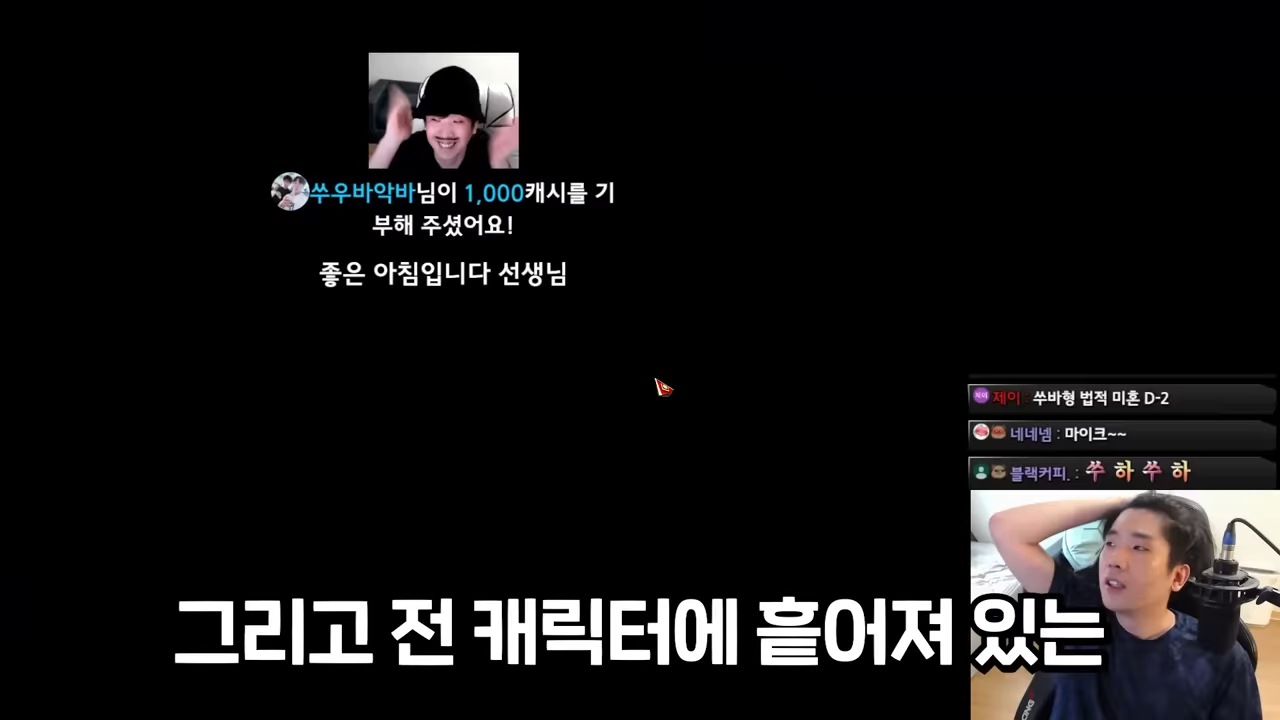 쑤우바악바님이 1,000캐시를 기
부해 주셨어요!
좋은 아침입니다 선생님
제이 : 쑤바형 법적 미혼 D-2
네네넴 : 마이크~~
블랙커피. : 쑤 하 쑤 하
그리고 전 캐릭터에 흩어져 있는